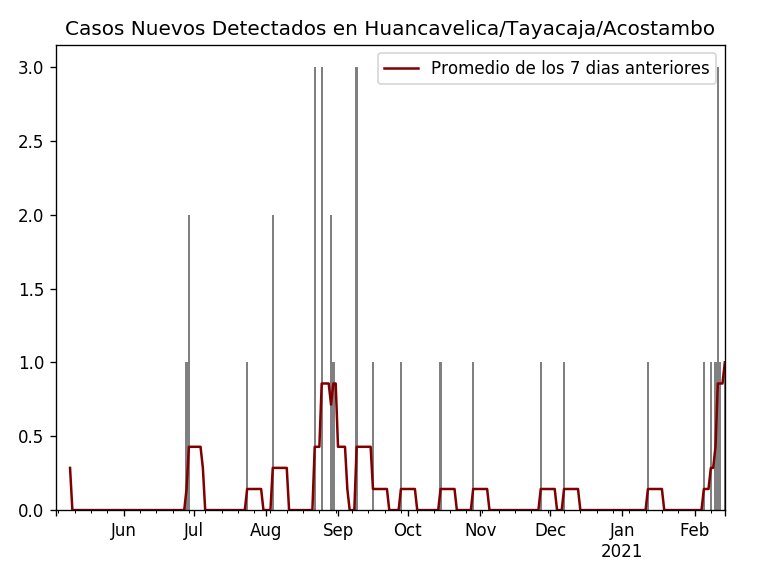 Casos Nuevos Detectados en Huancavelica/Tayacaja/Acostambo
Promedio de los 7 dias anteriores
3.0
2.5
2.0
1.5
1.0
0.5
0.0
Jun Jul Aug Sep Oct Nov Dec Jan Feb
2021